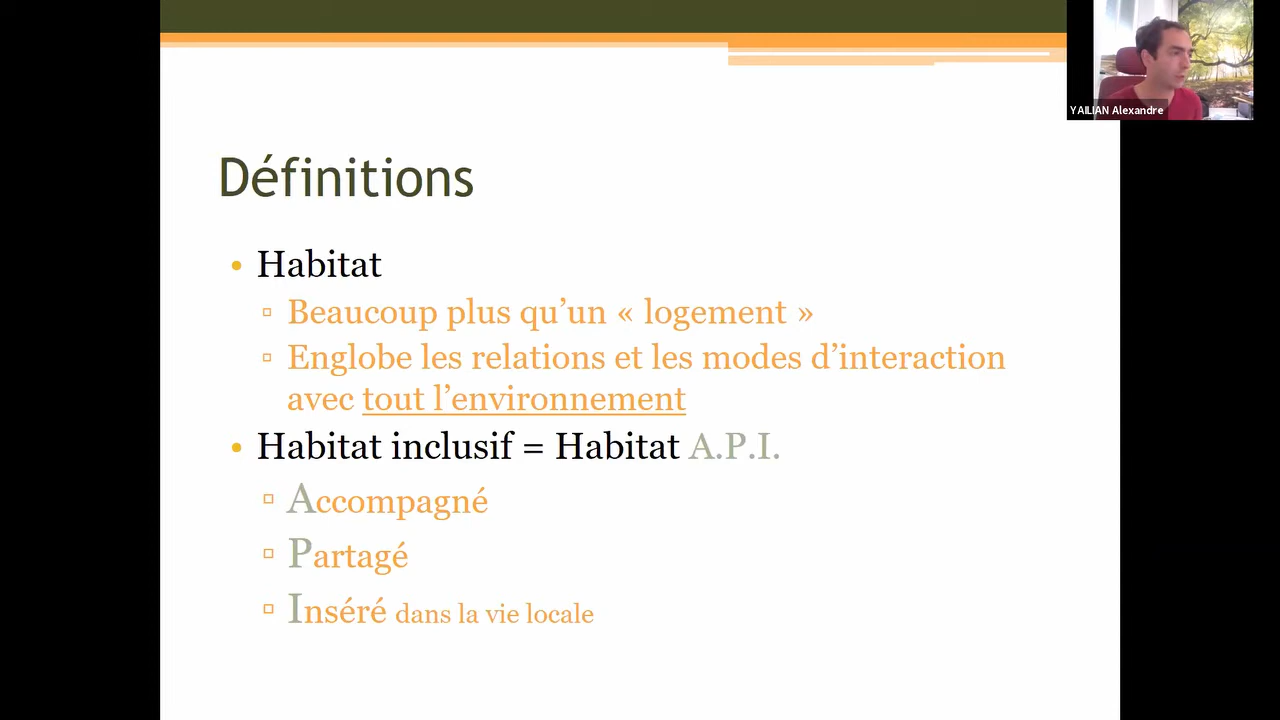 YAILIAN Alexandre
Définitions
• Habitat
▫ Beaucoup plus qu’un « logement »
▫ Englobe les relations et les modes d’interaction
avec tout l’environnement
• Habitat inclusif = Habitat A.P.I.
▫ Accompagné
▫ Partagé
▫ Inséré dans la vie locale